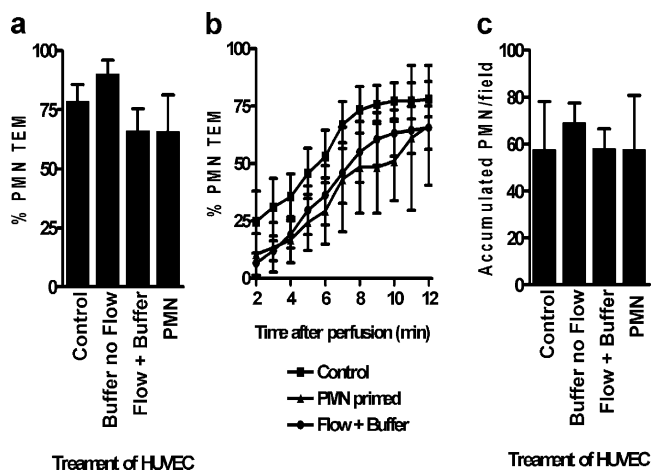 a
% PMN TEM
100
75
50
25
0
Control
Buffer no Flow
Flow + Buffer
PMN
Treament of HUVEC
b
% PMN TEM
100
75
50
25
0
2 4 6 8 10 12
Time after perfusion (min)
Control
PMN primed
Flow + Buffer
c
Accumulated PMN/field
100
80
60
40
20
0
Control
Buffer no Flow
Flow + Buffer
PMN
Treament of HUVEC